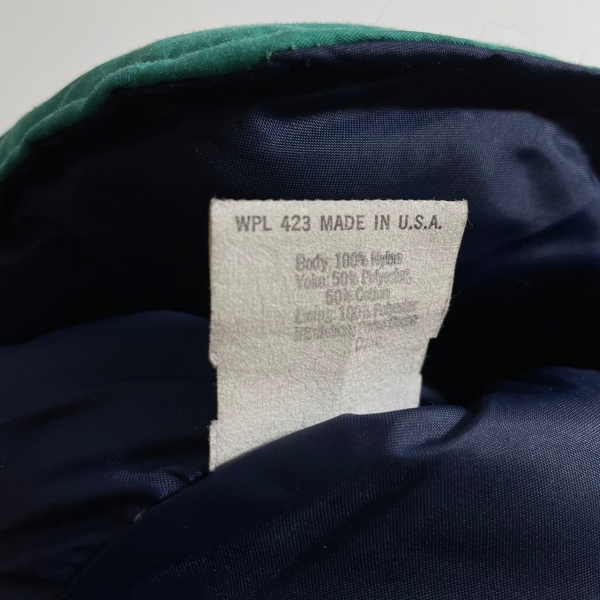 WPL 423 MADE IN U.S.A.
Body: 100% Nylon
Yoke: 50% Polyester,
50% Cotton
Lining: 100% Polyester